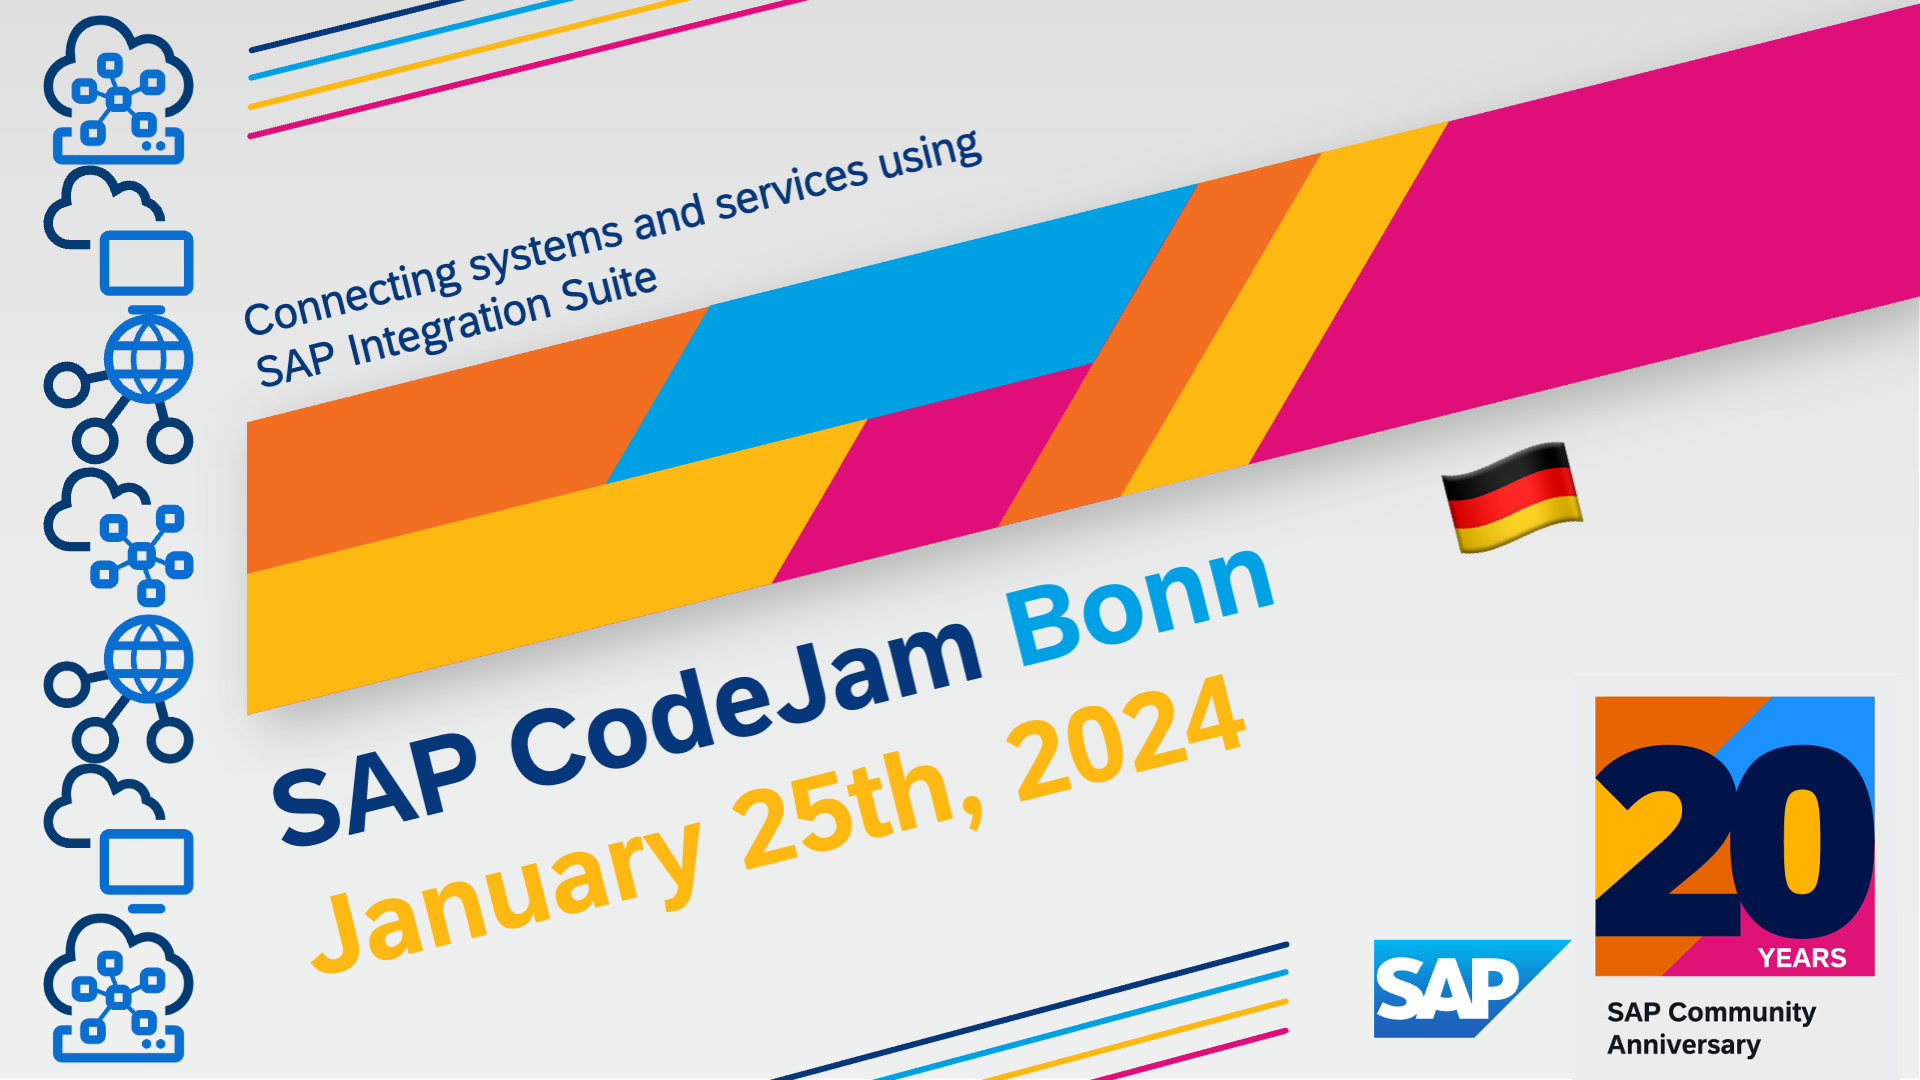 Connecting systems and services using
SAP Integration Suite
SAP CodeJam Bonn
January 25th, 2024
SAP
20
YEARS
SAP Community
Anniversary